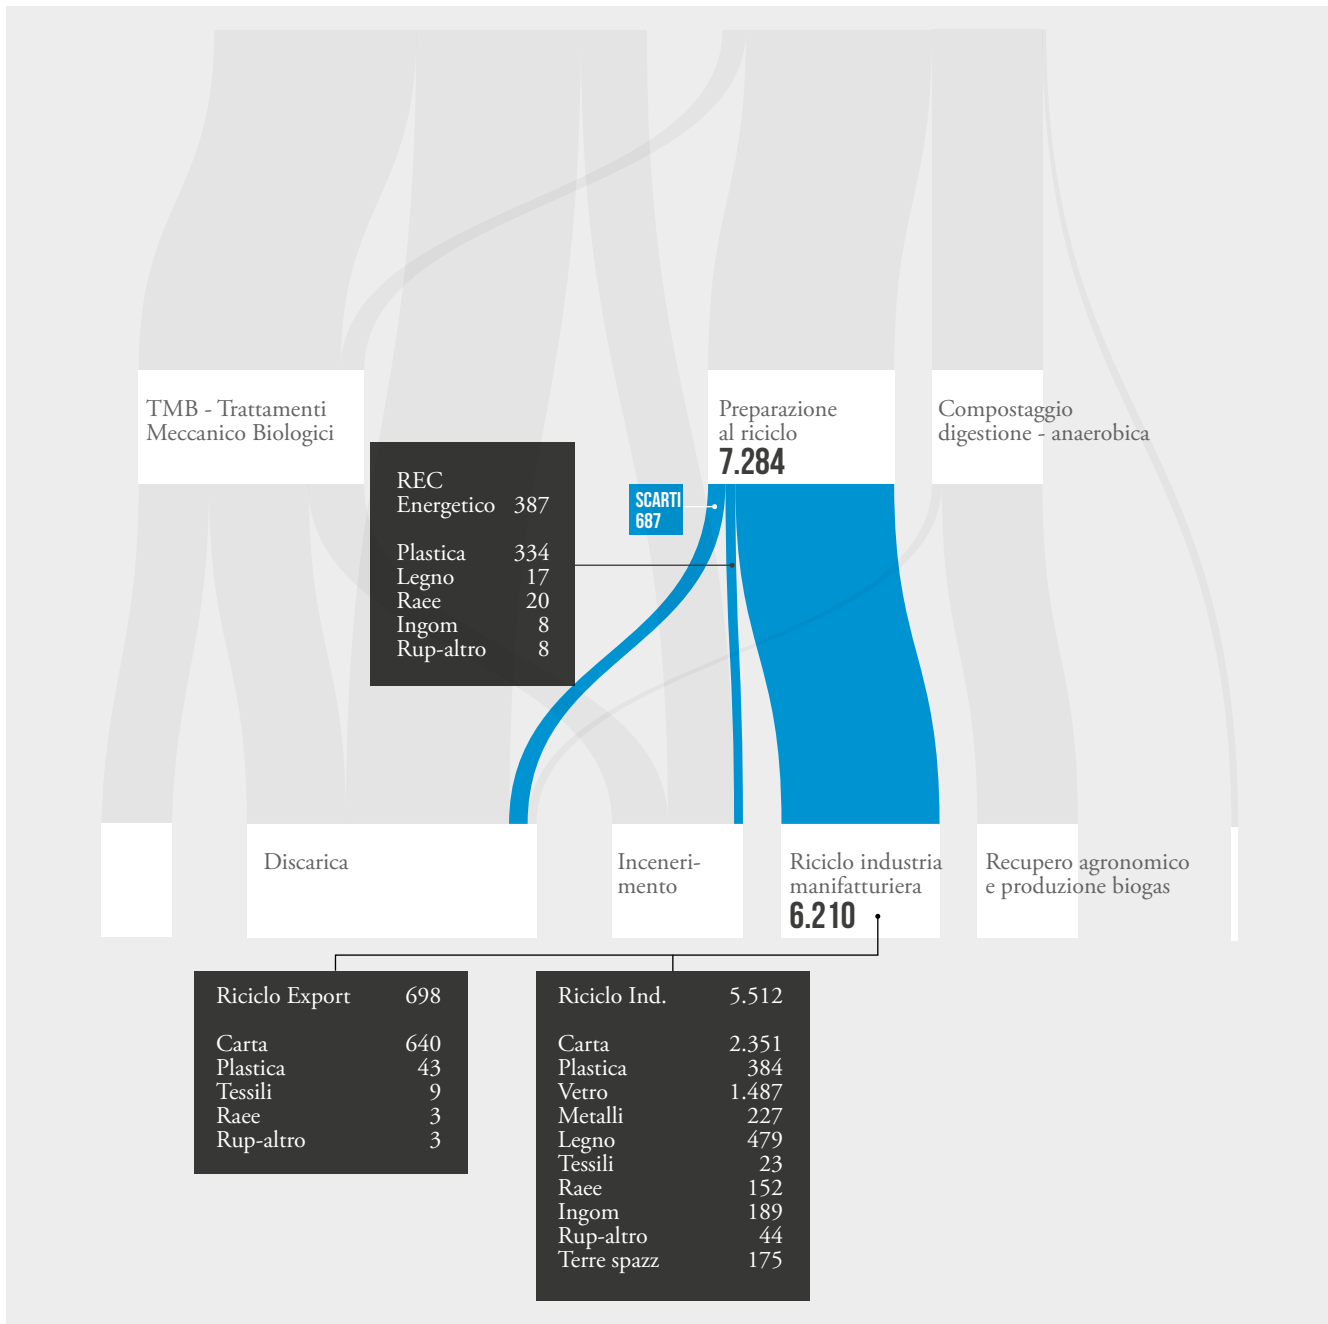 TMB - Trattamenti
Meccanico Biologici
Preparazione
al riciclo
7.284
Compostaggio
digestione - anaerobica
REC
Energetico 387
Plastica 334
Legno 17
Raee 20
Ingom 8
Rup-altro 8
SCARTI
687
Discarica
Inceneri-
mento
Riciclo industria
manifatturiera
6.210
Recupero agronomico
e produzione biogas
Riciclo Export 698
Carta 640
Plastica 43
Tessili 9
Raee 3
Rup-altro 3
Riciclo Ind. 5.512
Carta 2.351
Plastica 384
Vetro 1.487
Metalli 227
Legno 479
Tessili 23
Raee 152
Ingom 189
Rup-altro 44
Terre spazz 175